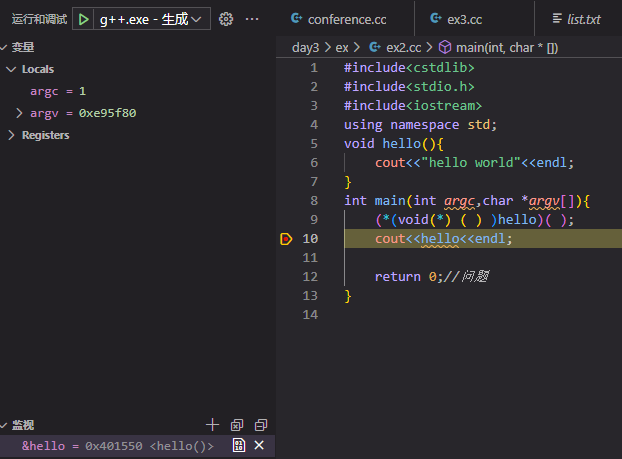 运行和调试 g++.exe - 生成
变量
Locals
argc = 1
argv = 0xe95f80
Registers
监视
&hello = 0x401550 <hello()>
conference.cc ex3.cc list.txt
day3 > ex > ex2.cc > main(int, char * [])
1 #include<cstdlib>
2 #include<stdio.h>
3 #include<iostream>
4 using namespace std;
5 void hello(){
6 cout<<"hello world"<<endl;
7 }
8 int main(int argc,char *argv[]){
9 (*(void(*) ( ) )hello)( );
10 cout<<hello<<endl;
11
12 return 0;//问题
13 }
14